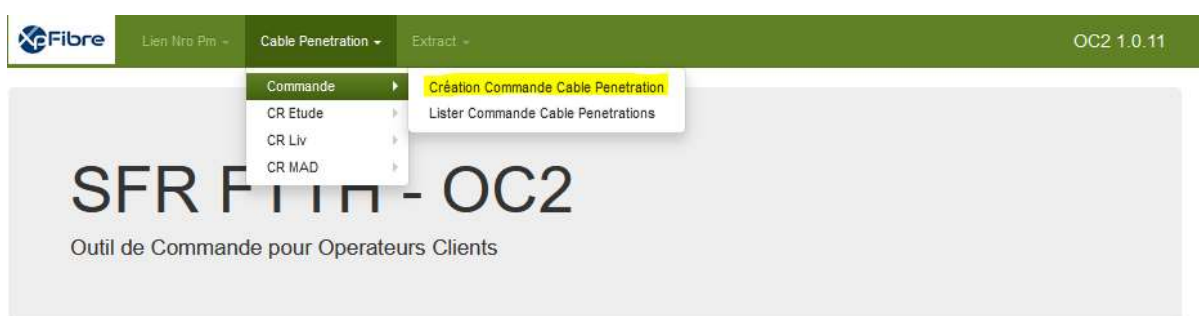 XpFibre
Lien Nro Pm
Cable Penetration
Extract
OC2 1.0.11
Commande
Création Commande Cable Penetration
CR Etude
Lister Commande Cable Penetrations
CR Liv
CR MAD
SFR FTTH - OC2
Outil de Commande pour Operateurs Clients